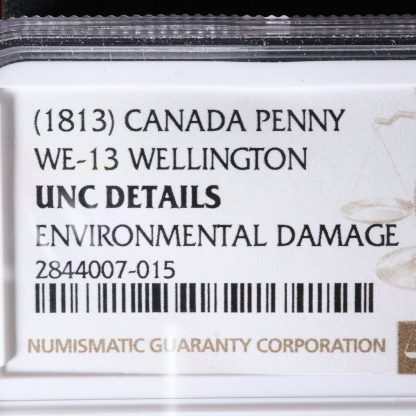 (1813) CANADA PENNY
WE-13 WELLINGTON
UNC DETAILS
ENVIRONMENTAL DAMAGE
2844007-015
NUMISMATIC GUARANTY CORPORATION